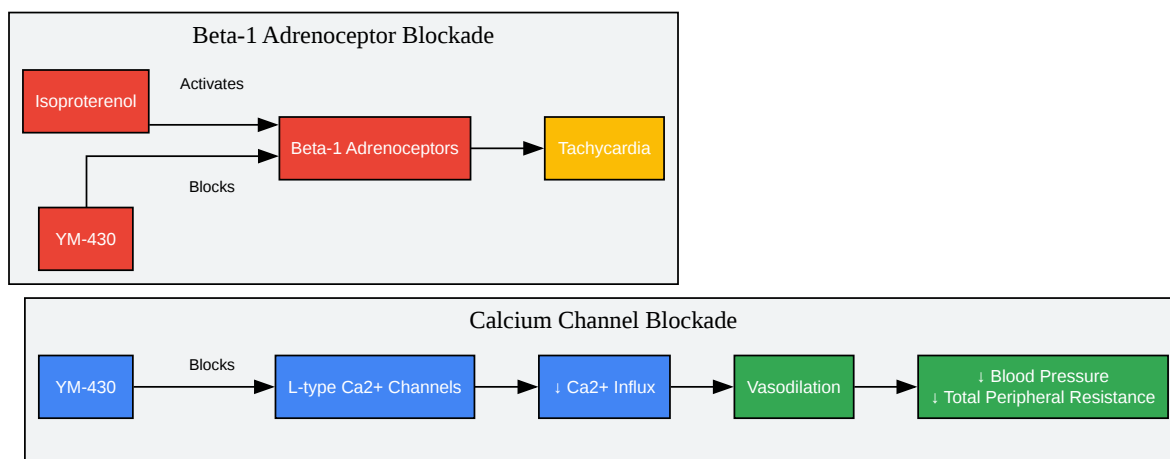 Beta-1 Adrenoceptor Blockade
Isoproterenol
Activates
Beta-1 Adrenoceptors
Tachycardia
Blocks
YM-430
Calcium Channel Blockade
YM-430
Blocks
L-type Ca2+ Channels
↓ Ca2+ Influx
Vasodilation
↓ Blood Pressure
↓ Total Peripheral Resistance